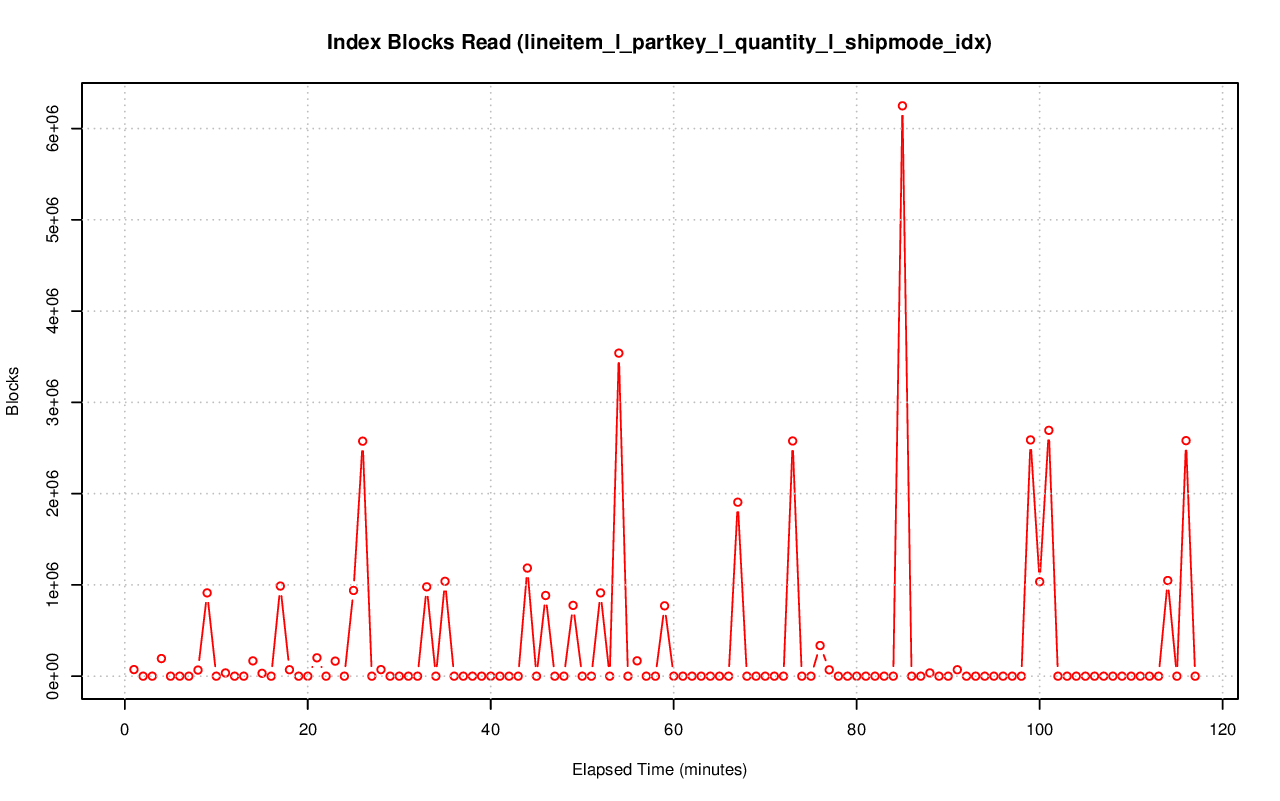 Index Blocks Read (lineitem_l_partkey_l_quantity_l_shipmode_idx)
Blocks
6e+06
5e+06
4e+06
3e+06
2e+06
1e+06
0e+00
0 20 40 60 80 100 120
Elapsed Time (minutes)